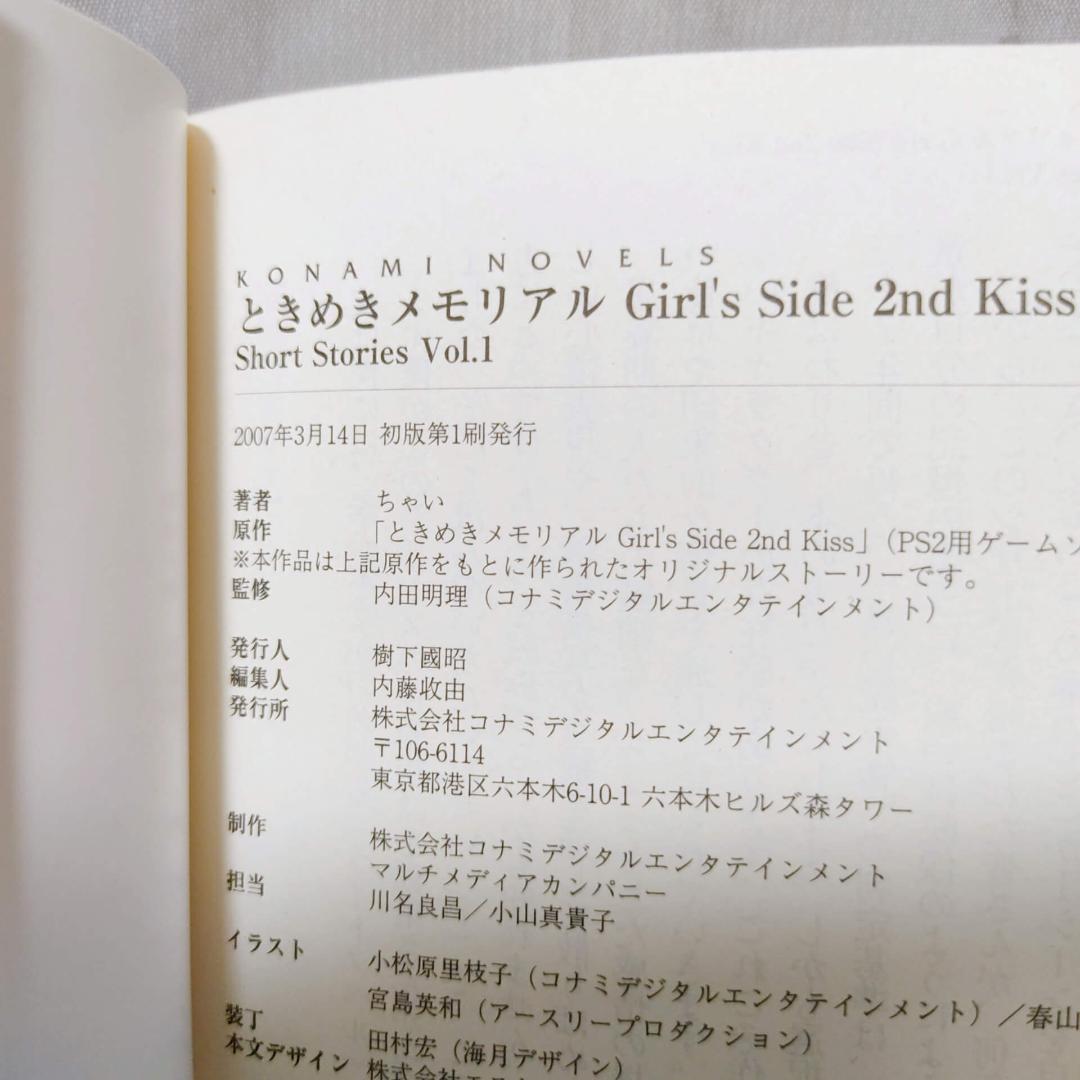 KONAMI NOVELS
ときめきメモリアル Girl's Side 2nd Kiss
Short Stories Vol.1
2007年3月14日 初版第1刷発行
著者 ちゃい
原作 「ときめきメモリアル Girl's Side 2nd Kiss」(PS2用ゲームソ
※本作品は上記原作をもとに作られたオリジナルストーリーです。
監修 内田明理(コナミデジタルエンタテインメント)
発行人 樹下國昭
編集人 内藤收由
発行所 株式会社コナミデジタルエンタテインメント
〒106-6114
東京都港区六本木6-10-1 六本木ヒルズ森タワー
制作 株式会社コナミデジタルエンタテインメント
マルチメディアカンパニー
担当 川名良昌/小山真貴子
イラスト 小松原里枝子(コナミデジタルエンタテインメント)/春山
宮島英和(アースリープロダクション)
装丁 田村宏(海月デザイン)
本文デザイン 株式会社